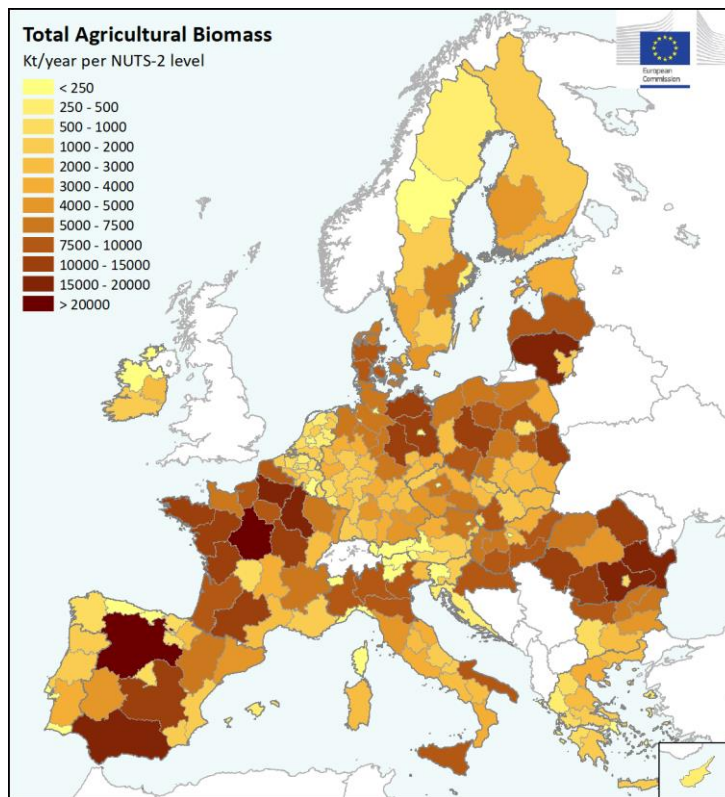 Total Agricultural Biomass
Kt/year per NUTS-2 level
< 250
250 - 500
500 - 1000
1000 - 2000
2000 - 3000
3000 - 4000
4000 - 5000
5000 - 7500
7500 - 10000
10000 - 15000
15000 - 20000
> 20000
European
Commission